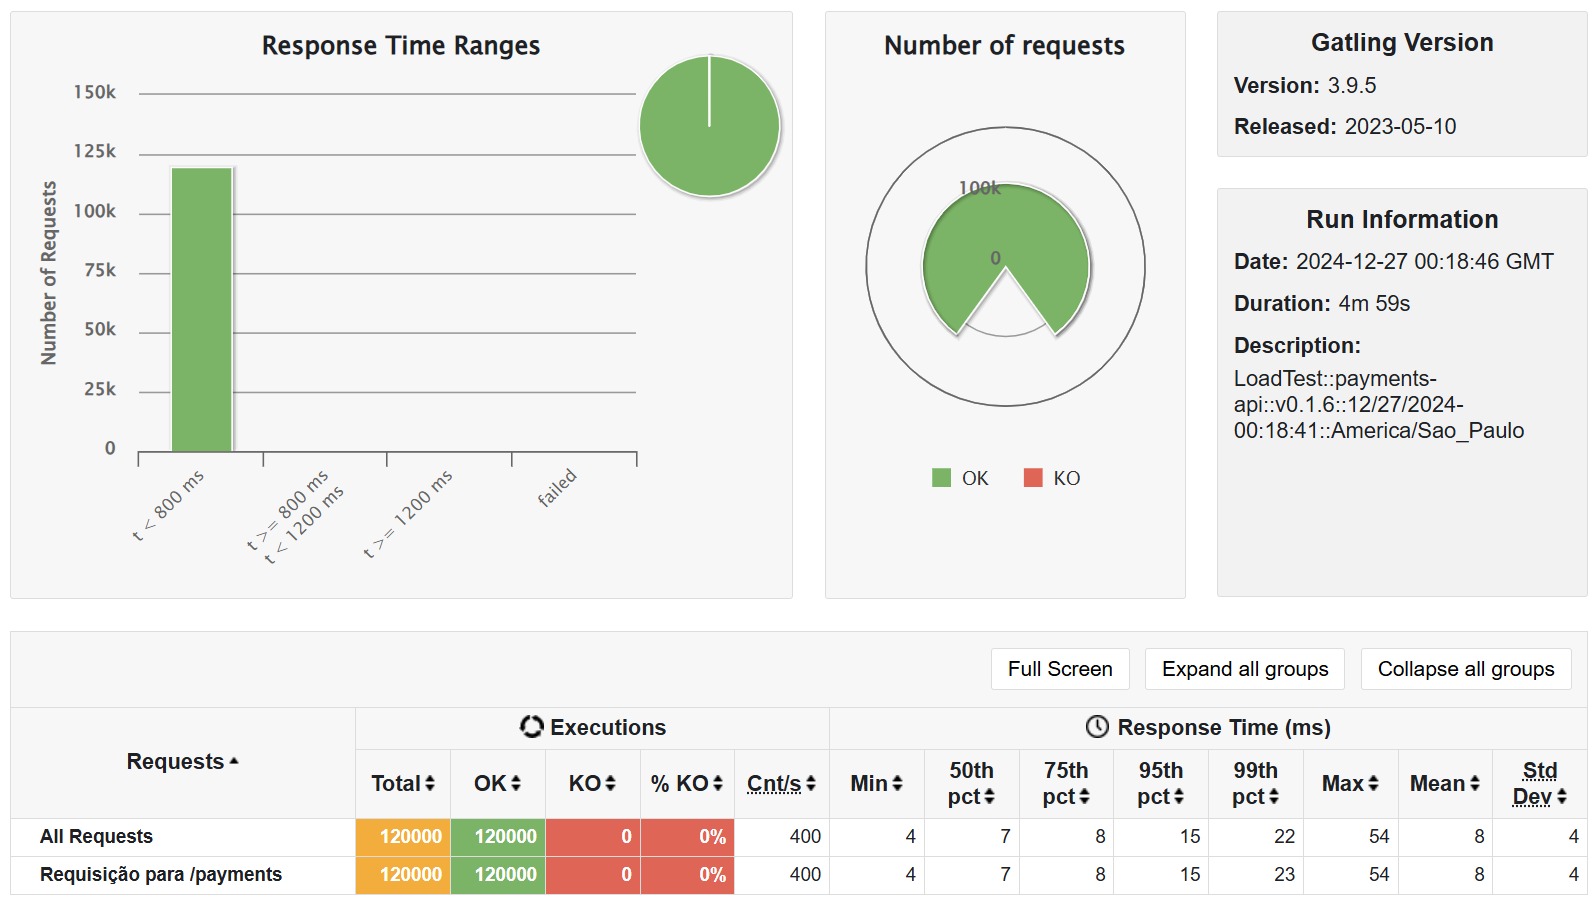 Response Time Ranges
Number of Requests
150k
125k
100k
75k
50k
25k
0
t < 800 ms
t >= 800 ms
t < 1200 ms
t >= 1200 ms
failed
Number of requests
100k
0
OK
KO
Gatling Version
Version: 3.9.5
Released: 2023-05-10
Run Information
Date: 2024-12-27 00:18:46 GMT
Duration: 4m 59s
Description:
LoadTest::payments-
api::v0.1.6::12/27/2024-
00:18:41::America/Sao_Paulo
Full Screen Expand all groups Collapse all groups
Requests
Executions
Response Time (ms)
Total OK KO % KO Cnt/s Min 50th pct 75th pct 95th pct 99th pct Max Mean Std Dev
All Requests 120000 120000 0 0% 400 4 7 8 15 22 54 8 4
Requisição para /payments 120000 120000 0 0% 400 4 7 8 15 23 54 8 4